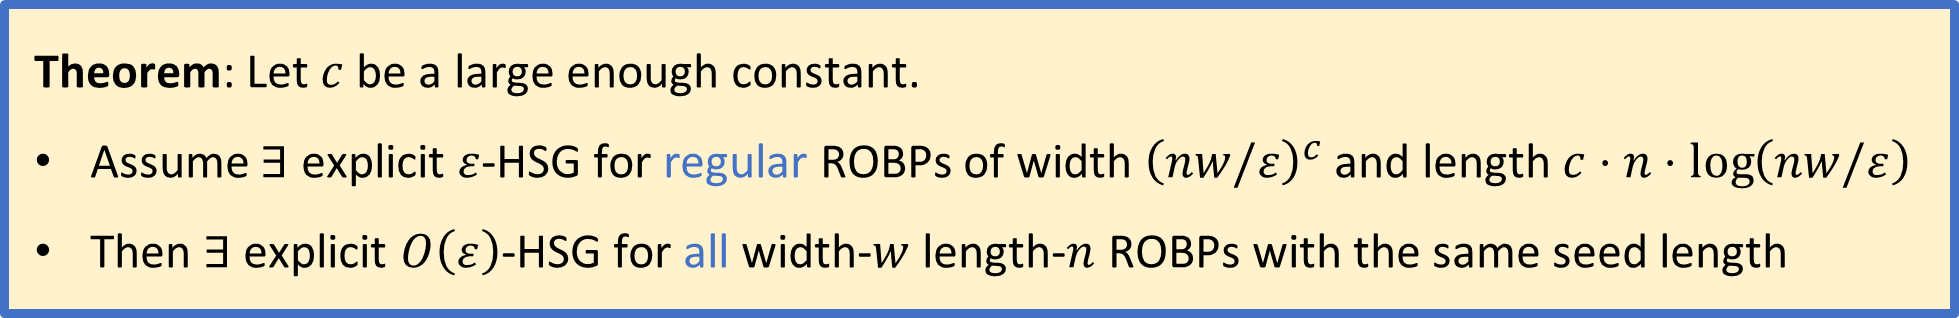 Theorem: Let c be a large enough constant.
• Assume ∃ explicit ε-HSG for regular ROBPs of width (nw/ε)^c and length c · n · log(nw/ε)
• Then ∃ explicit O(ε)-HSG for all width-w length-n ROBPs with the same seed length